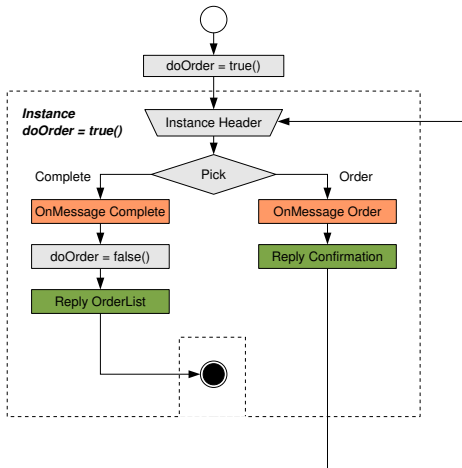 doOrder = true()
Instance
doOrder = true()
Instance Header
Pick
Complete
Order
OnMessage Complete
OnMessage Order
doOrder = false()
Reply Confirmation
Reply OrderList